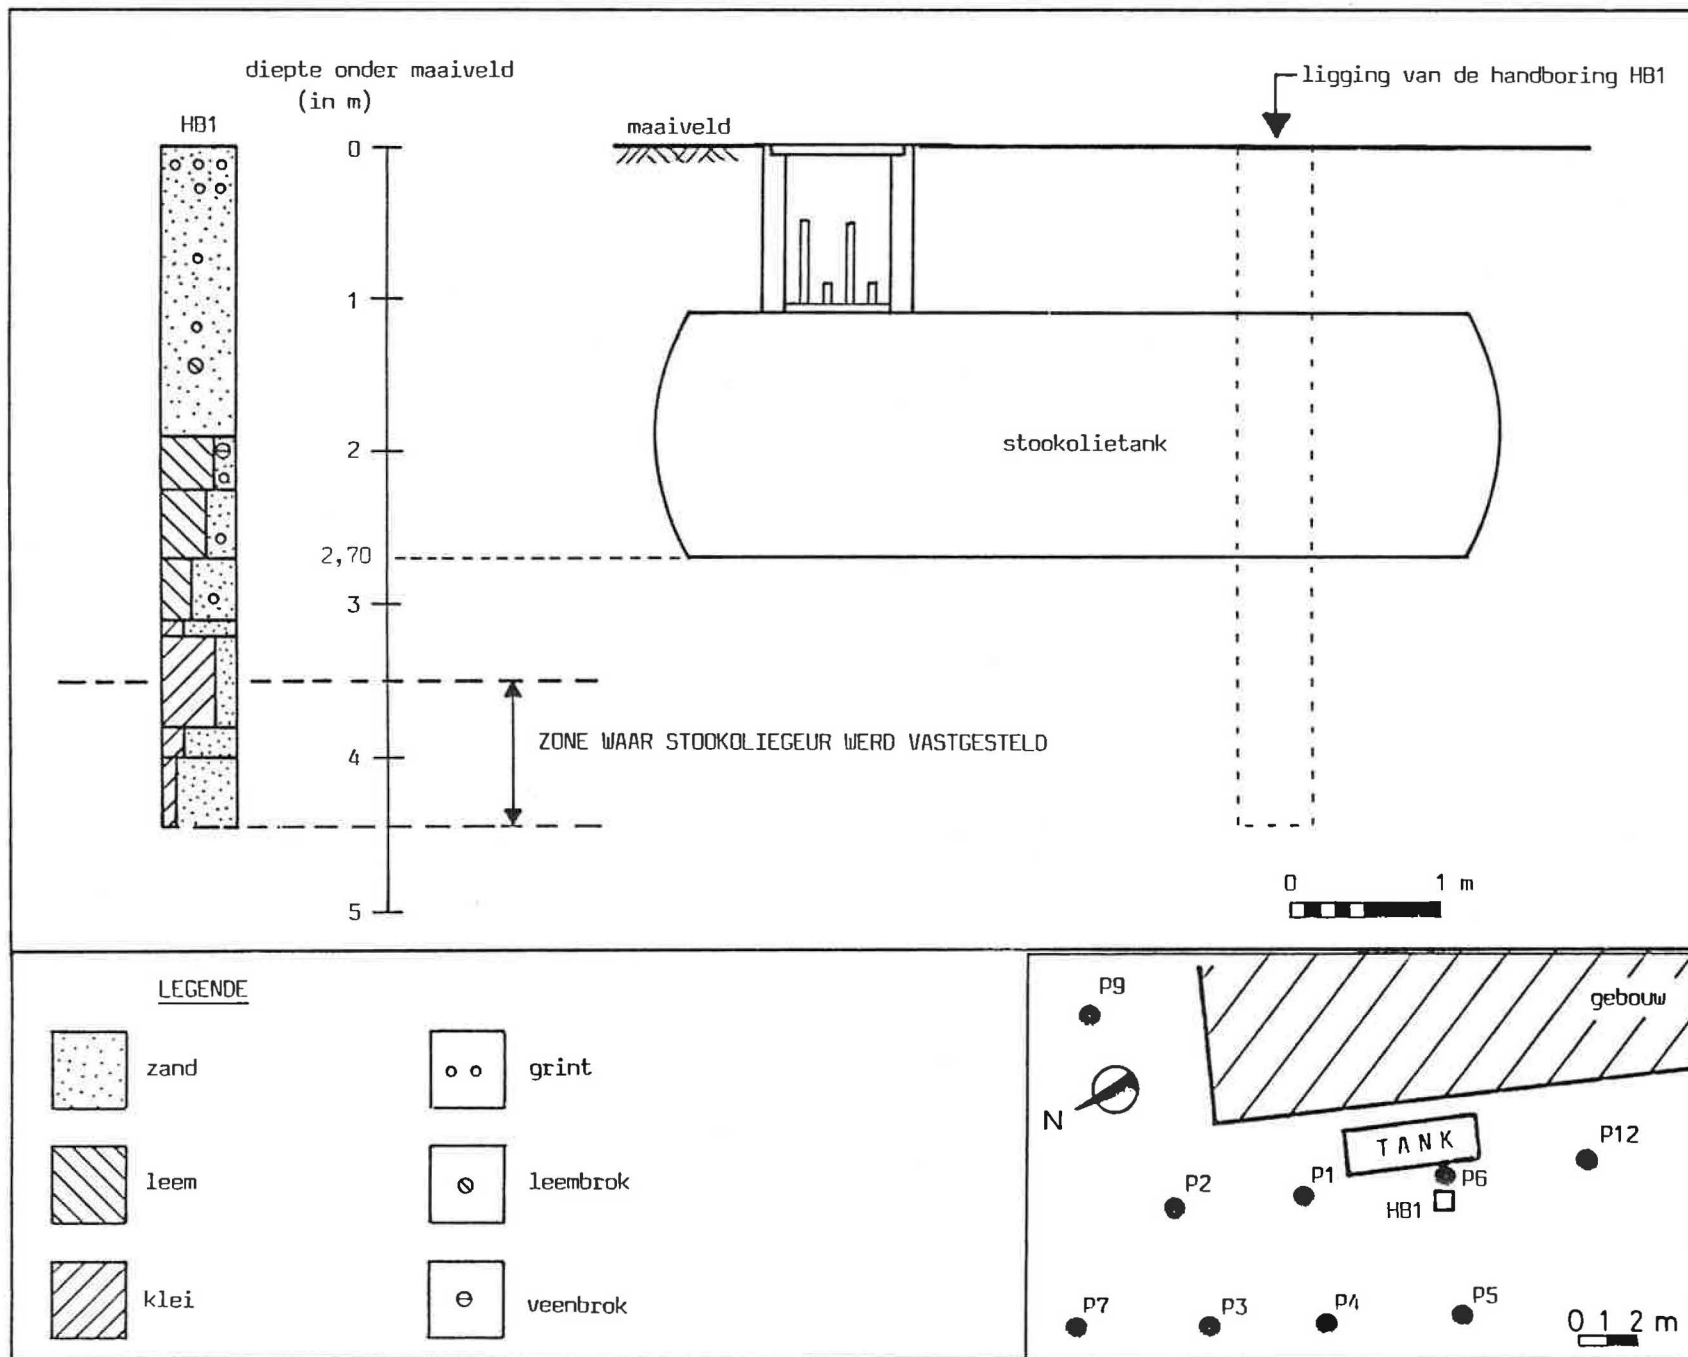 diepte onder maaiveld
(in m)
HB1
ligging van de handboring HB1
maaiveld
0
1
2
2,70
3
4
5
stookolietank
ZONE WAAR STOOKOLIEGEUR WERD VASTGESTELD
0 1 m
LEGENDE
zand
leem
klei
grint
leembrok
veenbrok
gebouw
P9
N
TANK
P12
P2
P1
P6
HB1
P7
P3
P4
P5
0 1 2 m